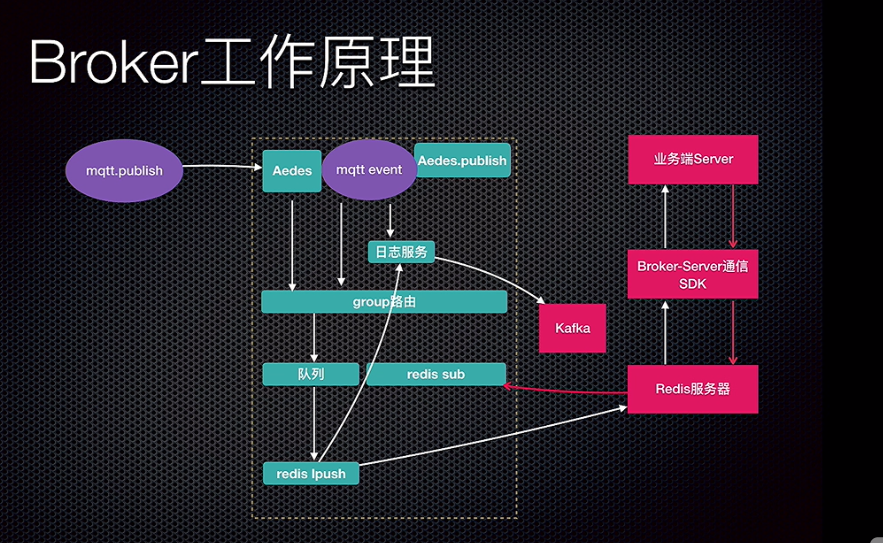 Broker工作原理
mqtt.publish
Aedes
mqtt event
Aedes.publish
业务端Server
日志服务
Broker-Server通信
SDK
group路由
Kafka
队列
redis sub
Redis服务器
redis lpush